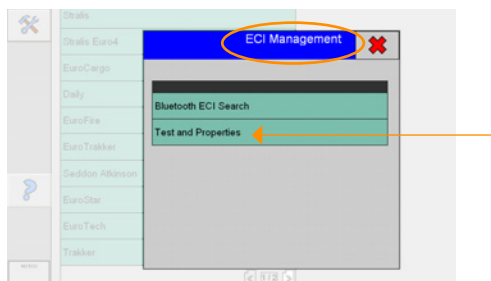 Stralis
Stralis Euro4
EuroCargo
Daily
EuroFire
EuroTrakker
Seddon Atkinson
EuroStar
EuroTech
Trakker
ECI Management
Bluetooth ECI Search
Test and Properties
1/2